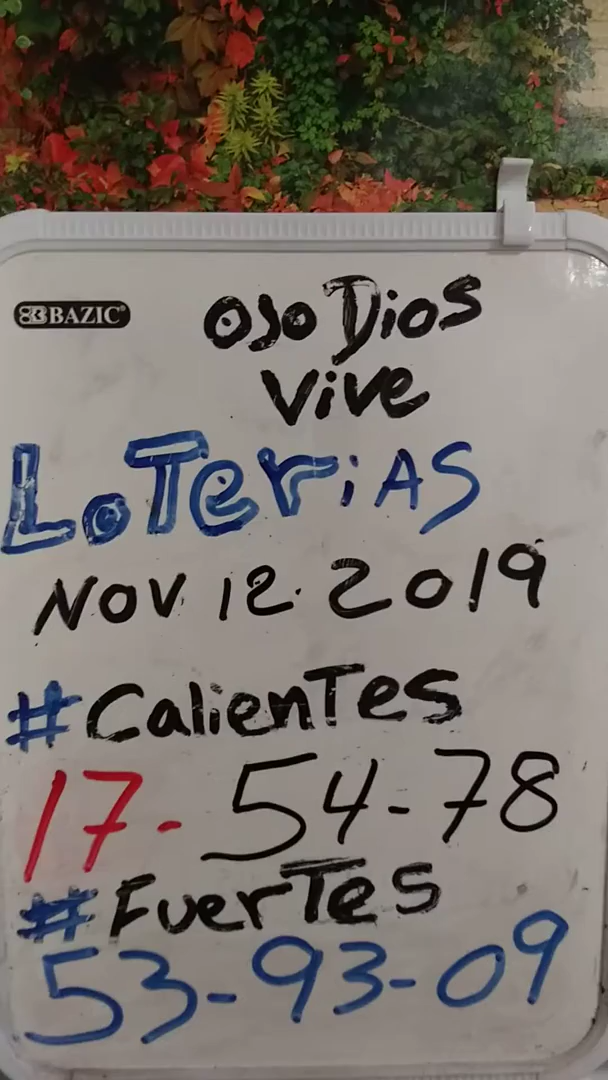 BAZIC
OJO Dios
Vive
LoTeriAS
NOV 12. 2019
#CalienTes
17-54-78
#FuerTes
53-93-09